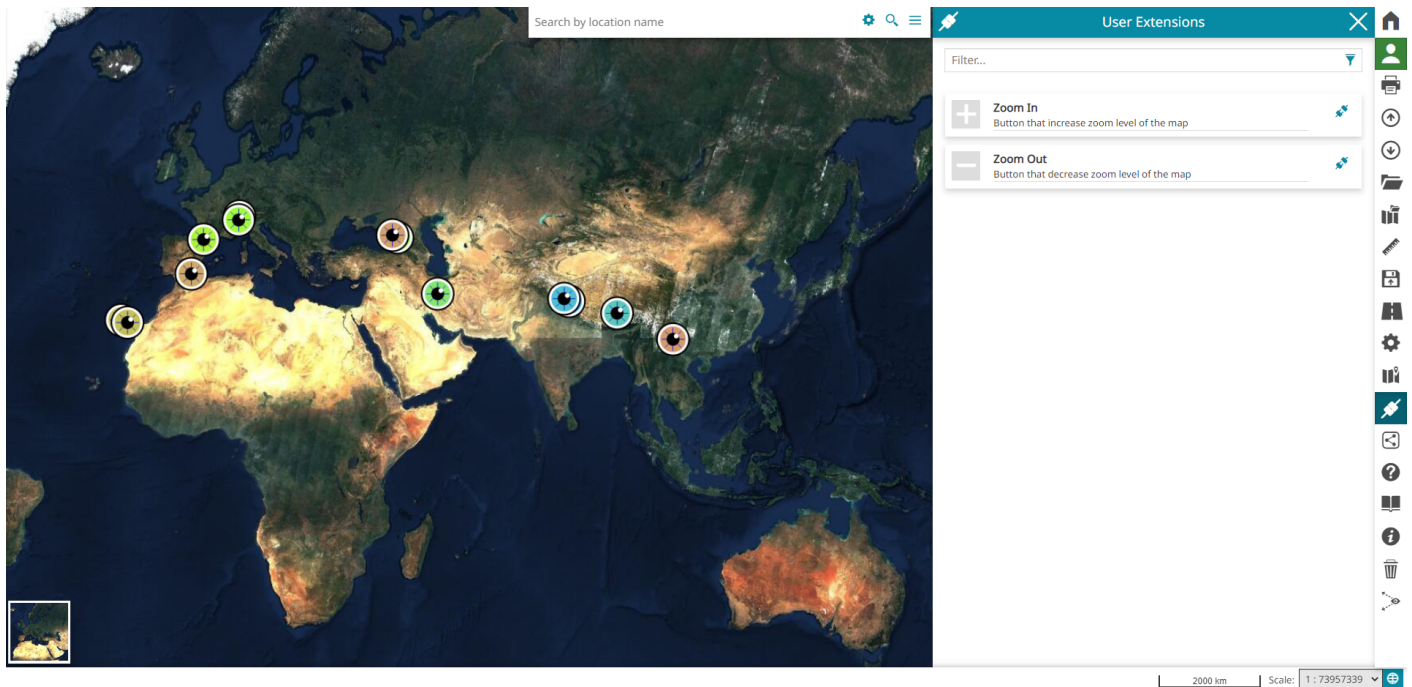 Search by location name
User Extensions
Filter...
Zoom In
Button that increase zoom level of the map
Zoom Out
Button that decrease zoom level of the map
2000 km
Scale:
1 : 73957339